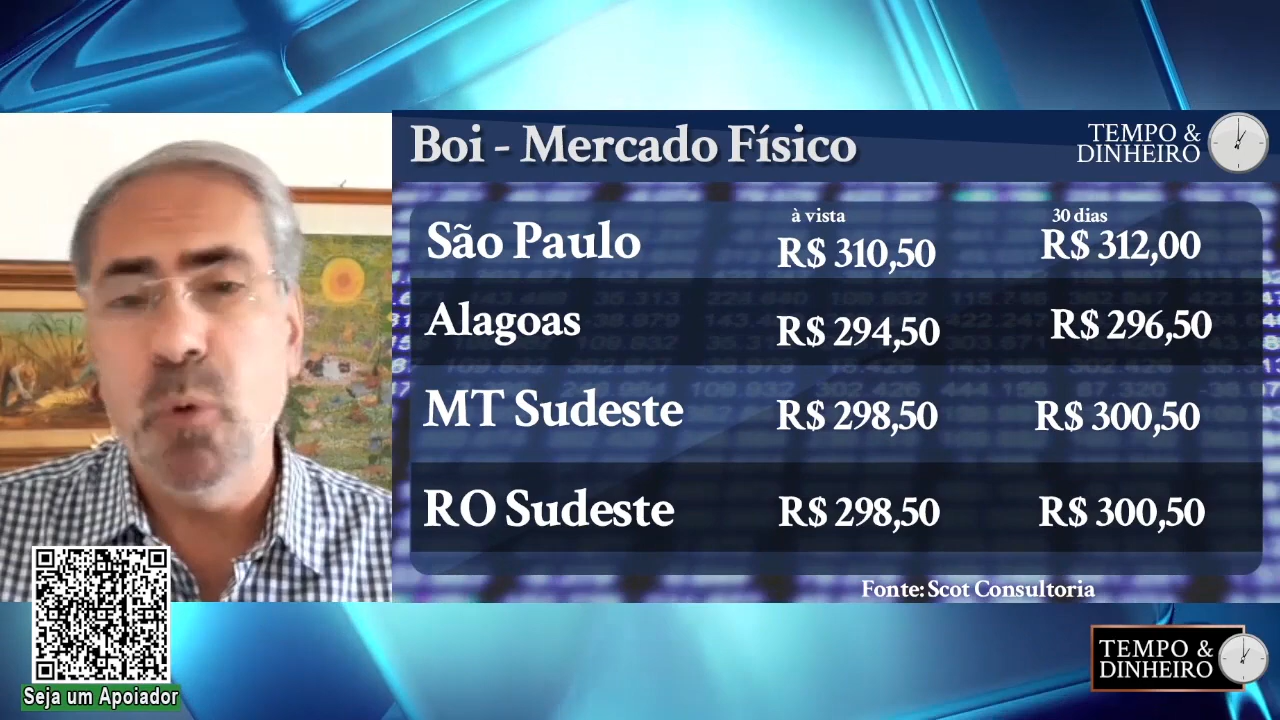 Boi - Mercado Físico
TEMPO &
DINHEIRO
à vista
30 dias
São Paulo
R$ 310,50
R$ 312,00
Alagoas
R$ 294,50
R$ 296,50
MT Sudeste
R$ 298,50
R$ 300,50
RO Sudeste
R$ 298,50
R$ 300,50
Fonte: Scot Consultoria
TEMPO &
DINHEIRO
Seja um Apoiador